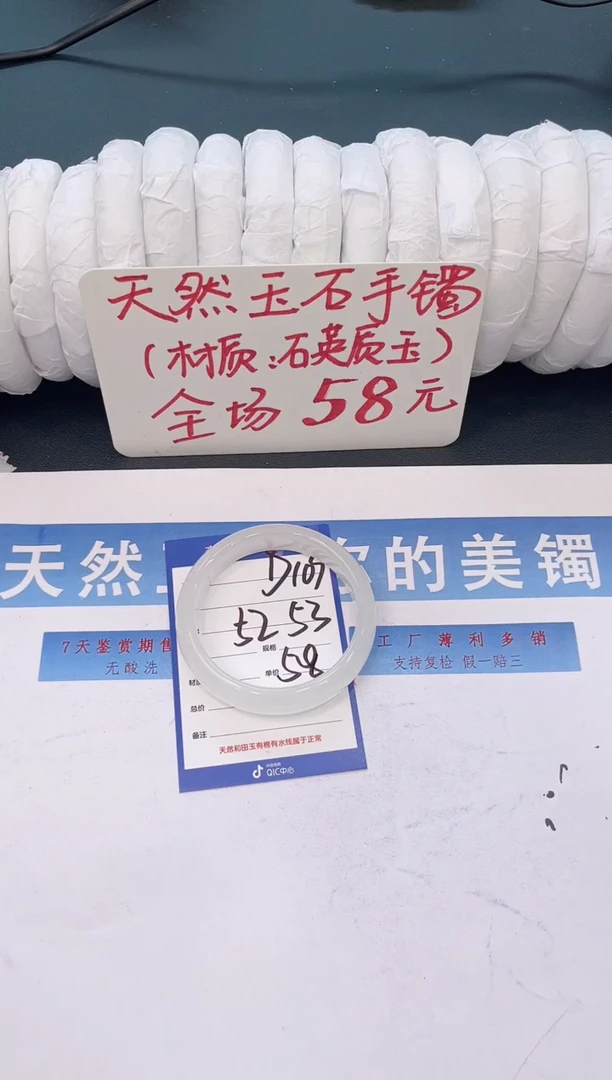 天然玉石手镯
(材质:石英质玉)
全场 58元
天然
的美镯
7天鉴赏期
无酸洗
工厂薄利多销
支持复检 假一赔三
52 53
规格
单价 58
总价
备注
天然和田玉有棉有水线属于正常
QIC中心